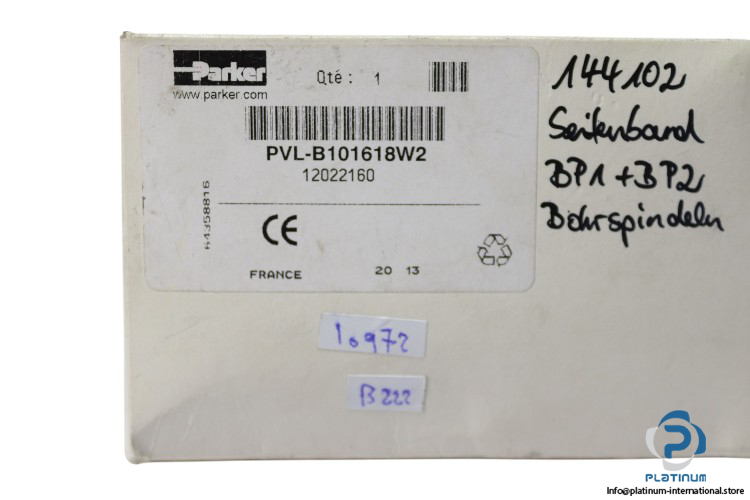 Parker
www.parker.com
Qté : 1
PVL-B101618W2
12022160
64358816
CE
FRANCE
20 13
144102
Seitenband
BP1 + BP2
Bohrspindeln
10972
B222
PLATINUM
Info@platinum-international.store